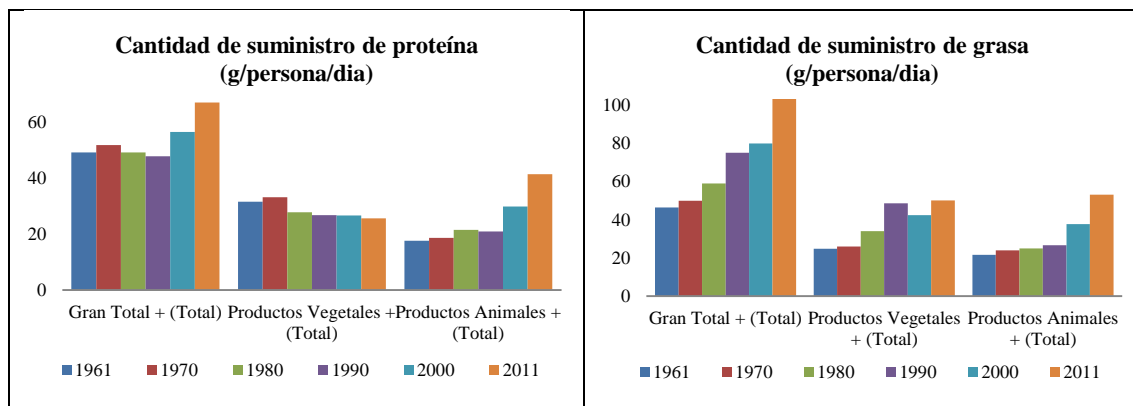 Cantidad de suministro de proteína
(g/persona/dia)
60
40
20
0
Gran Total + (Total) Productos Vegetales +Productos Animales +
(Total) (Total)
1961 1970 1980 1990 2000 2011
Cantidad de suministro de grasa
(g/persona/dia)
100
80
60
40
20
0
Gran Total + (Total) Productos Vegetales Productos Animales
+ (Total) + (Total)
1961 1970 1980 1990 2000 2011